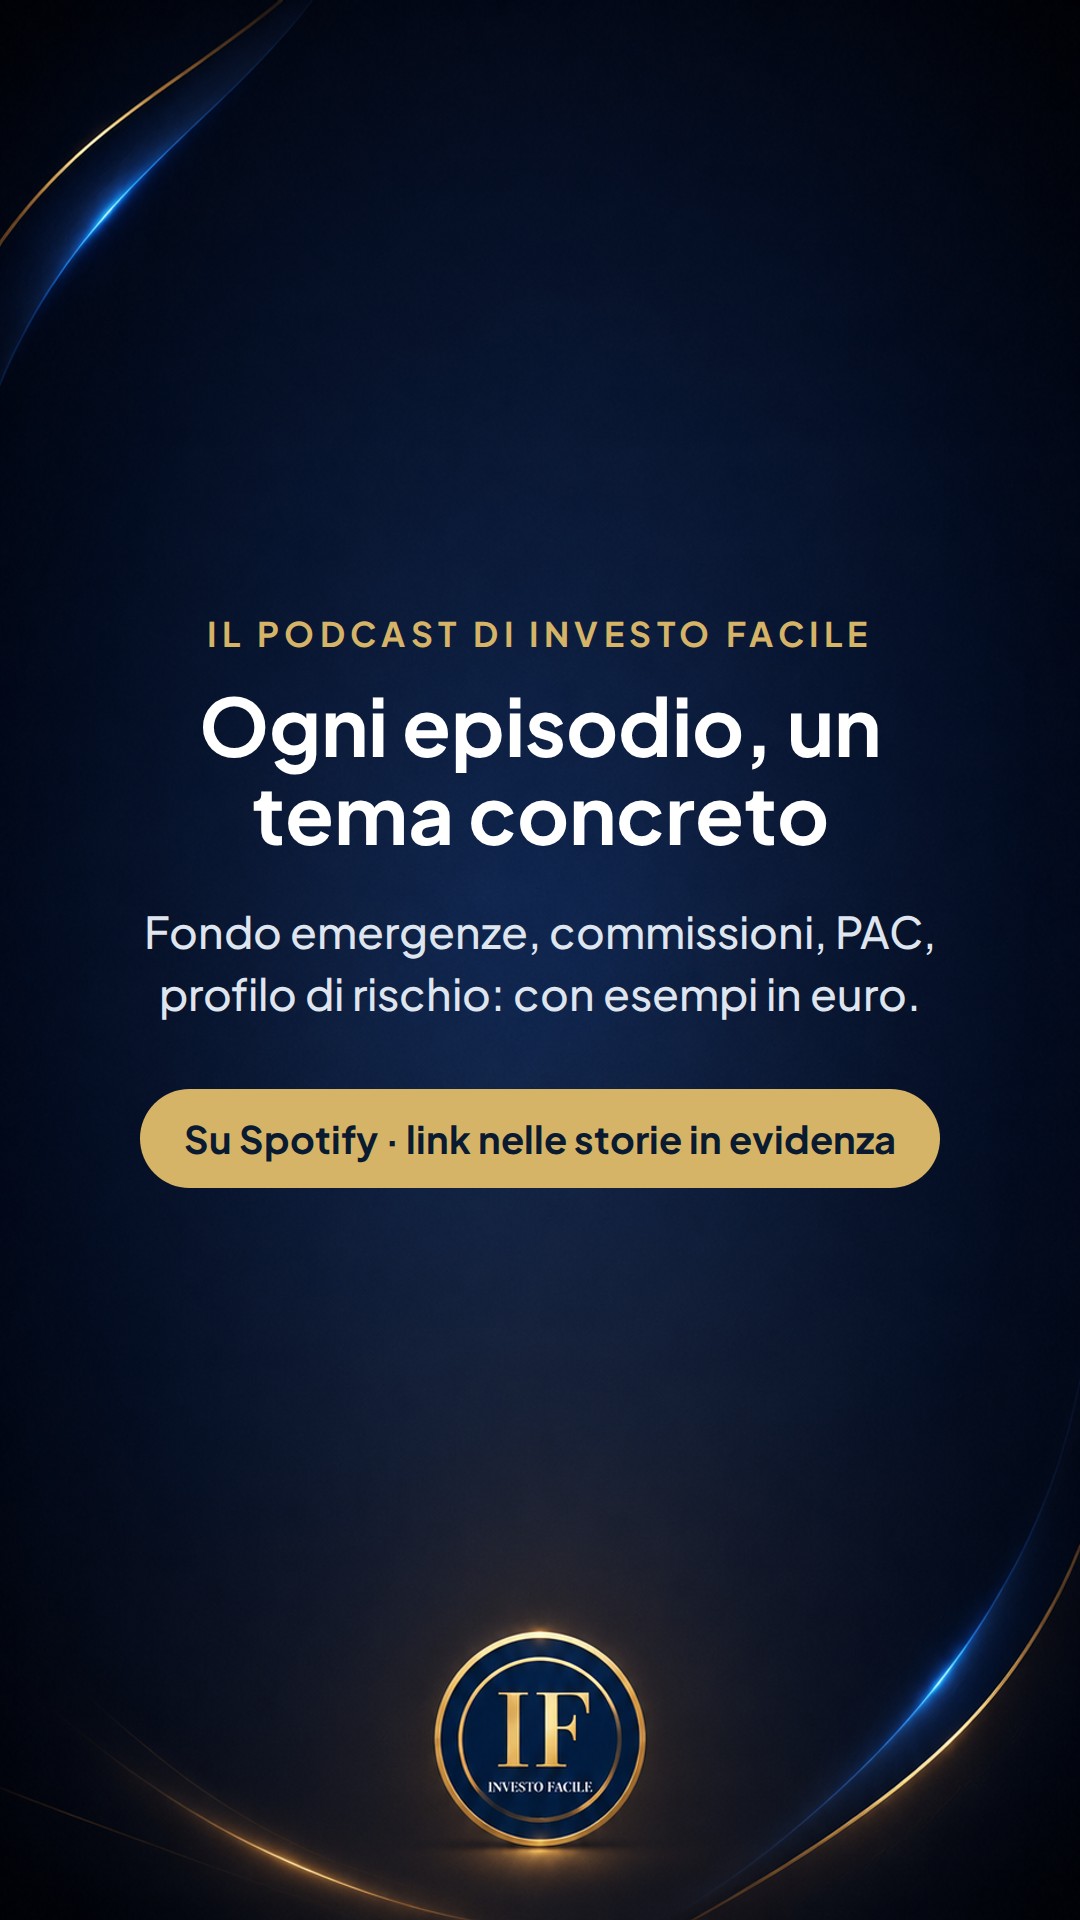 IL PODCAST DI INVESTO FACILE
Ogni episodio, un
tema concreto
Fondo emergenze, commissioni, PAC,
profilo di rischio: con esempi in euro.
Su Spotify · link nelle storie in evidenza
IF
INVESTO FACILE